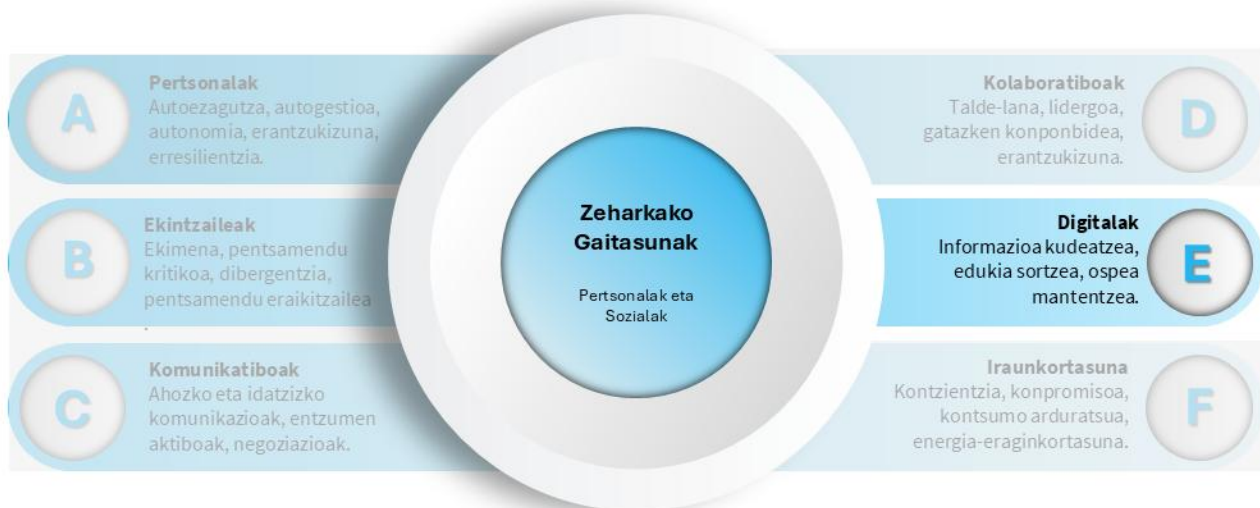 A
Pertsonalak
Autoezagutza, autogestioa,
autonomia, erantzukizuna,
erresilientzia.
B
Ekintzaileak
Ekimena, pentsamendu
kritikoa, dibergentzia,
pentsamendu eraikitzailea
.
C
Komunikatiboak
Ahozko eta idatzizko
komunikazioak, entzumen
aktiboak, negoziazioak.
Zeharkako
Gaitasunak
Pertsonalak eta
Sozialak
Kolaboratiboak
Talde-lana, lidergoa,
gatazken konponbidea,
erantzukizuna.
D
Digitalak
Informazioa kudeatzea,
edukia sortzea, ospea
mantentzea.
E
Iraunkortasuna
Kontzientzia, konpromisoa,
kontsumo arduratsua,
energia-eraginkortasuna.
F